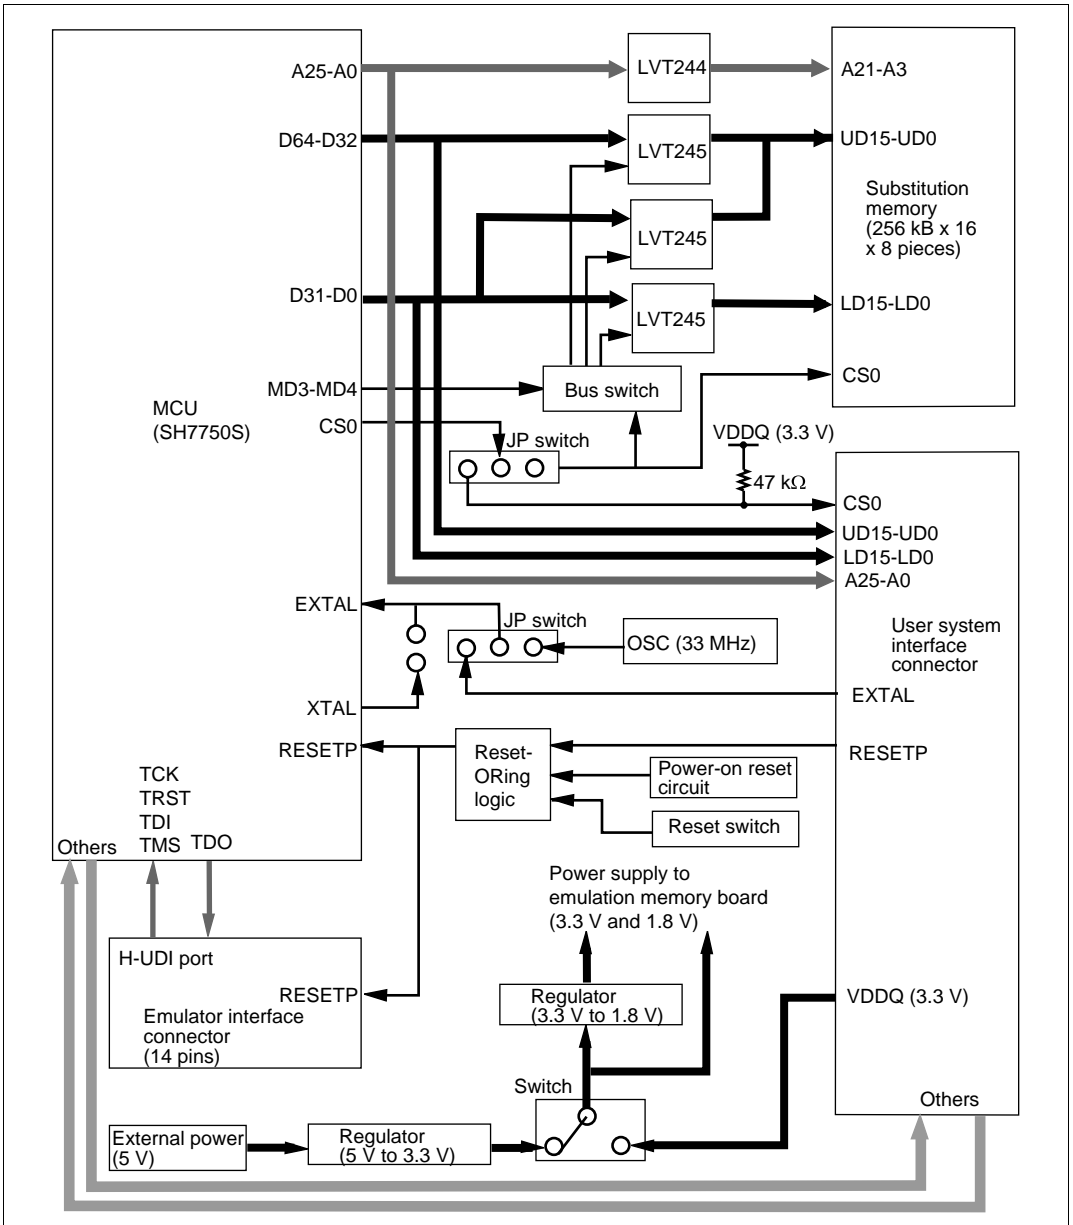 A25-A0
LVT244
A21-A3
D64-D32
LVT245
UD15-UD0
Substitution
memory
(256 kB x 16
x 8 pieces)
LVT245
D31-D0
LVT245
LD15-LD0
MD3-MD4
Bus switch
CS0
MCU
(SH7750S)
CS0
JP switch
VDDQ (3.3 V)
47 kΩ
CS0
UD15-UD0
LD15-LD0
A25-A0
EXTAL
JP switch
OSC (33 MHz)
User system
interface
connector
EXTAL
XTAL
RESETP
Reset-
ORing
logic
RESETP
Power-on reset
circuit
Reset switch
TCK
TRST
TDI
TMS
TDO
Others
Power supply to
emulation memory board
(3.3 V and 1.8 V)
H-UDI port
RESETP
Emulator interface
connector
(14 pins)
Regulator
(3.3 V to 1.8 V)
VDDQ (3.3 V)
Switch
Others
External power
(5 V)
Regulator
(5 V to 3.3 V)